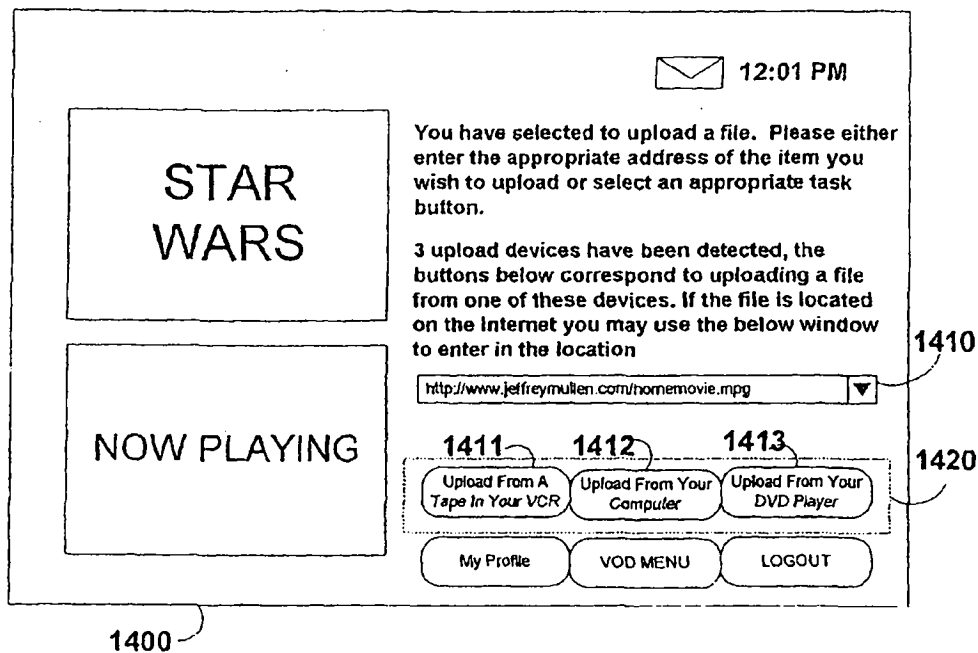 12:01 PM
STAR
WARS
You have selected to upload a file. Please either
enter the appropriate address of the item you
wish to upload or select an appropriate task
button.
3 upload devices have been detected, the
buttons below correspond to uploading a file
from one of these devices. If the file is located
on the Internet you may use the below window
to enter in the location
1410
http://www.jeffreymullen.com/homemovie.mpg
NOW PLAYING
1411
1412
1413
1420
Upload From A
Tape In Your VCR
Upload From Your
Computer
Upload From Your
DVD Player
My Profile
VOD MENU
LOGOUT
1400